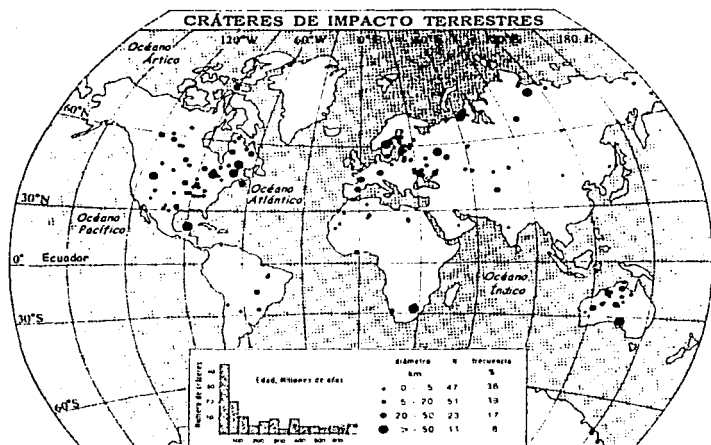 CRÁTERES DE IMPACTO TERRESTRES
Océano
Ártico
120°W 60°W 0°E 60°E 180.H
60°N
30°N
Océano
Atlántico
Océano
Pacífico
Ecuador
0°
Océano
Índico
30°S
60°S
Número de cráteres
Edad, Millones de años
diámetro N frecuencia
km %
0 - 5 47 36
5 - 20 51 39
20 - 50 23 17
> - 50 11 8